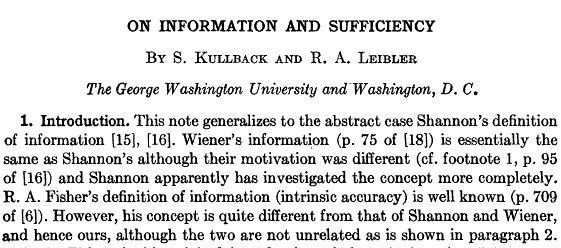 ON INFORMATION AND SUFFICIENCY
BY S. KULLBACK AND R. A. LEIBLER
The George Washington University and Washington, D. C.
1. Introduction. This note generalizes to the abstract case Shannon's definition
of information [15], [16]. Wiener's information (p. 75 of [18]) is essentially the
same as Shannon's although their motivation was different (cf. footnote 1, p. 95
of [16]) and Shannon apparently has investigated the concept more completely.
R. A. Fisher's definition of information (intrinsic accuracy) is well known (p. 709
of [6]). However, his concept is quite different from that of Shannon and Wiener,
and hence ours, although the two are not unrelated as is shown in paragraph 2.